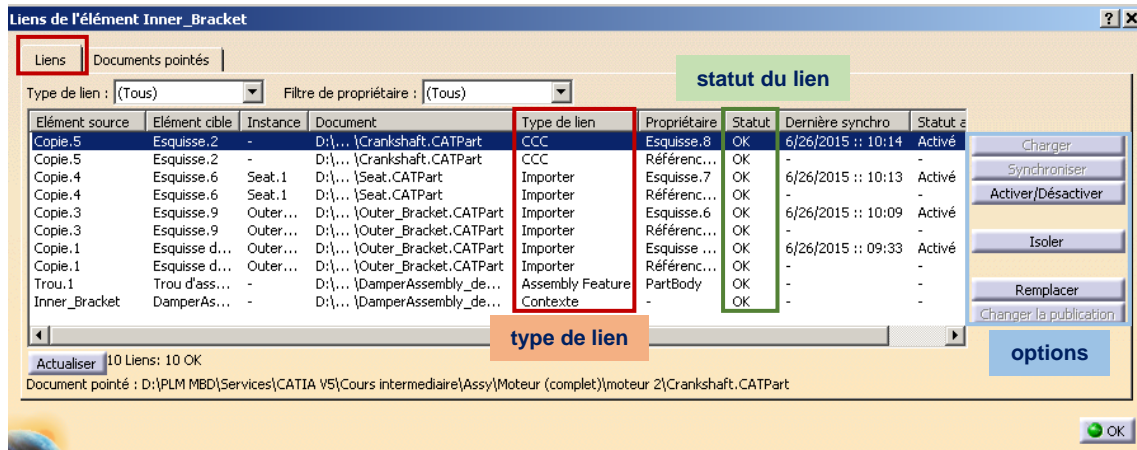 Liens de l'élément Inner_Bracket ? X
Liens Documents pointés
statut du lien
Type de lien : (Tous) Filtre de propriétaire : (Tous)
Elément source Elément cible Instance Document Type de lien Propriétaire Statut Dernière synchro Statut a
Copie.5 Esquisse.2 - D:\... \Crankshaft.CATPart CCC Esquisse.8 OK 6/26/2015 :: 10:14 Activé
Copie.5 Esquisse.2 - D:\... \Crankshaft.CATPart CCC Référenc... OK - -
Copie.4 Esquisse.6 Seat.1 D:\... \Seat.CATPart Importer Esquisse.7 OK 6/26/2015 :: 10:13 Activé
Copie.4 Esquisse.6 Seat.1 D:\... \Seat.CATPart Importer Référenc... OK - -
Copie.3 Esquisse.9 Outer... D:\... \Outer_Bracket.CATPart Importer Esquisse.6 OK 6/26/2015 :: 10:09 Activé
Copie.3 Esquisse.9 Outer... D:\... \Outer_Bracket.CATPart Importer Référenc... OK - -
Copie.1 Esquisse d... Outer... D:\... \Outer_Bracket.CATPart Importer Esquisse ... OK 6/26/2015 :: 09:33 Activé
Copie.1 Esquisse d... Outer... D:\... \Outer_Bracket.CATPart Importer Référenc... OK - -
Trou.1 Trou d'ass... - D:\... \DamperAssembly_de... Assembly Feature PartBody OK - -
Inner_Bracket DamperAs... - D:\... \DamperAssembly_de... Contexte - OK - -
Charger
Synchroniser
Activer/Désactiver
Isoler
Remplacer
Changer la publication
type de lien
options
Actualiser 10 Liens: 10 OK
Document pointé : D:\PLM MBD\Services\CATIA V5\Cours intermediaire\Assy\Moteur (complet)\moteur 2\Crankshaft.CATPart
OK